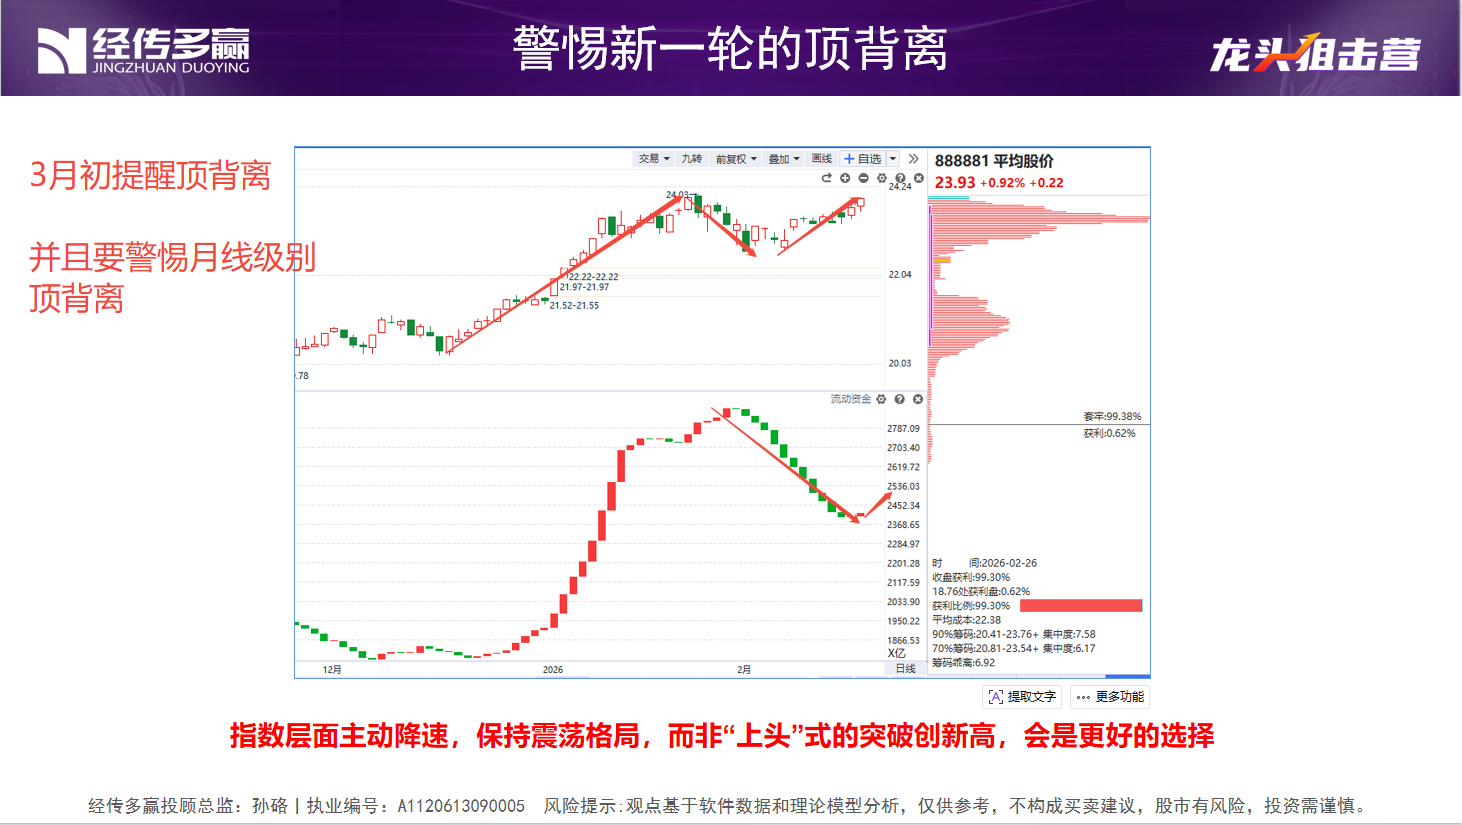 经传多赢
JINGZHUAN DUOYING
警惕新一轮的顶背离
龙头狙击营
3月初提醒顶背离
并且要警惕月线级别
顶背离
交易 九转 前复权 叠加 画线 +自选
888881 平均股价
23.93 +0.92% +0.22
24.24
24.03
22.04
22.22-22.22
21.97-21.97
21.52-21.55
20.03
.78
流动资金
2787.09
2703.40
2619.72
2536.03
2452.34
2368.65
2284.97
2201.28
2117.59
2033.90
1950.22
1866.53
X亿
12月 2026 2月 日线
套牢:99.38%
获利:0.62%
时 间:2026-02-26
收盘获利:99.30%
18.76处获利盘:0.62%
获利比例:99.30%
平均成本:22.38
90%筹码:20.41-23.76+ 集中度:7.58
70%筹码:20.81-23.54+ 集中度:6.17
筹码乖离:6.92
提取文字 更多功能
指数层面主动降速，保持震荡格局，而非“上头”式的突破创新高，会是更好的选择
经传多赢投顾总监：孙硌丨执业编号：A1120613090005 风险提示:观点基于软件数据和理论模型分析，仅供参考，不构成买卖建议，股市有风险，投资需谨慎。